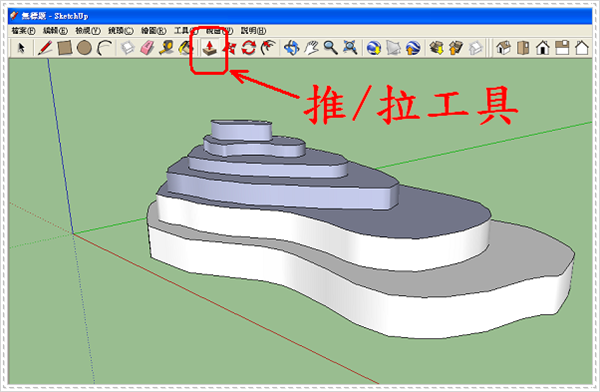 無標題 - SketchUp
檔案(F) 編輯(E) 檢視(V) 鏡頭(C) 繪圖(R) 工具(T) 視窗(W) 說明(H)
推/拉工具